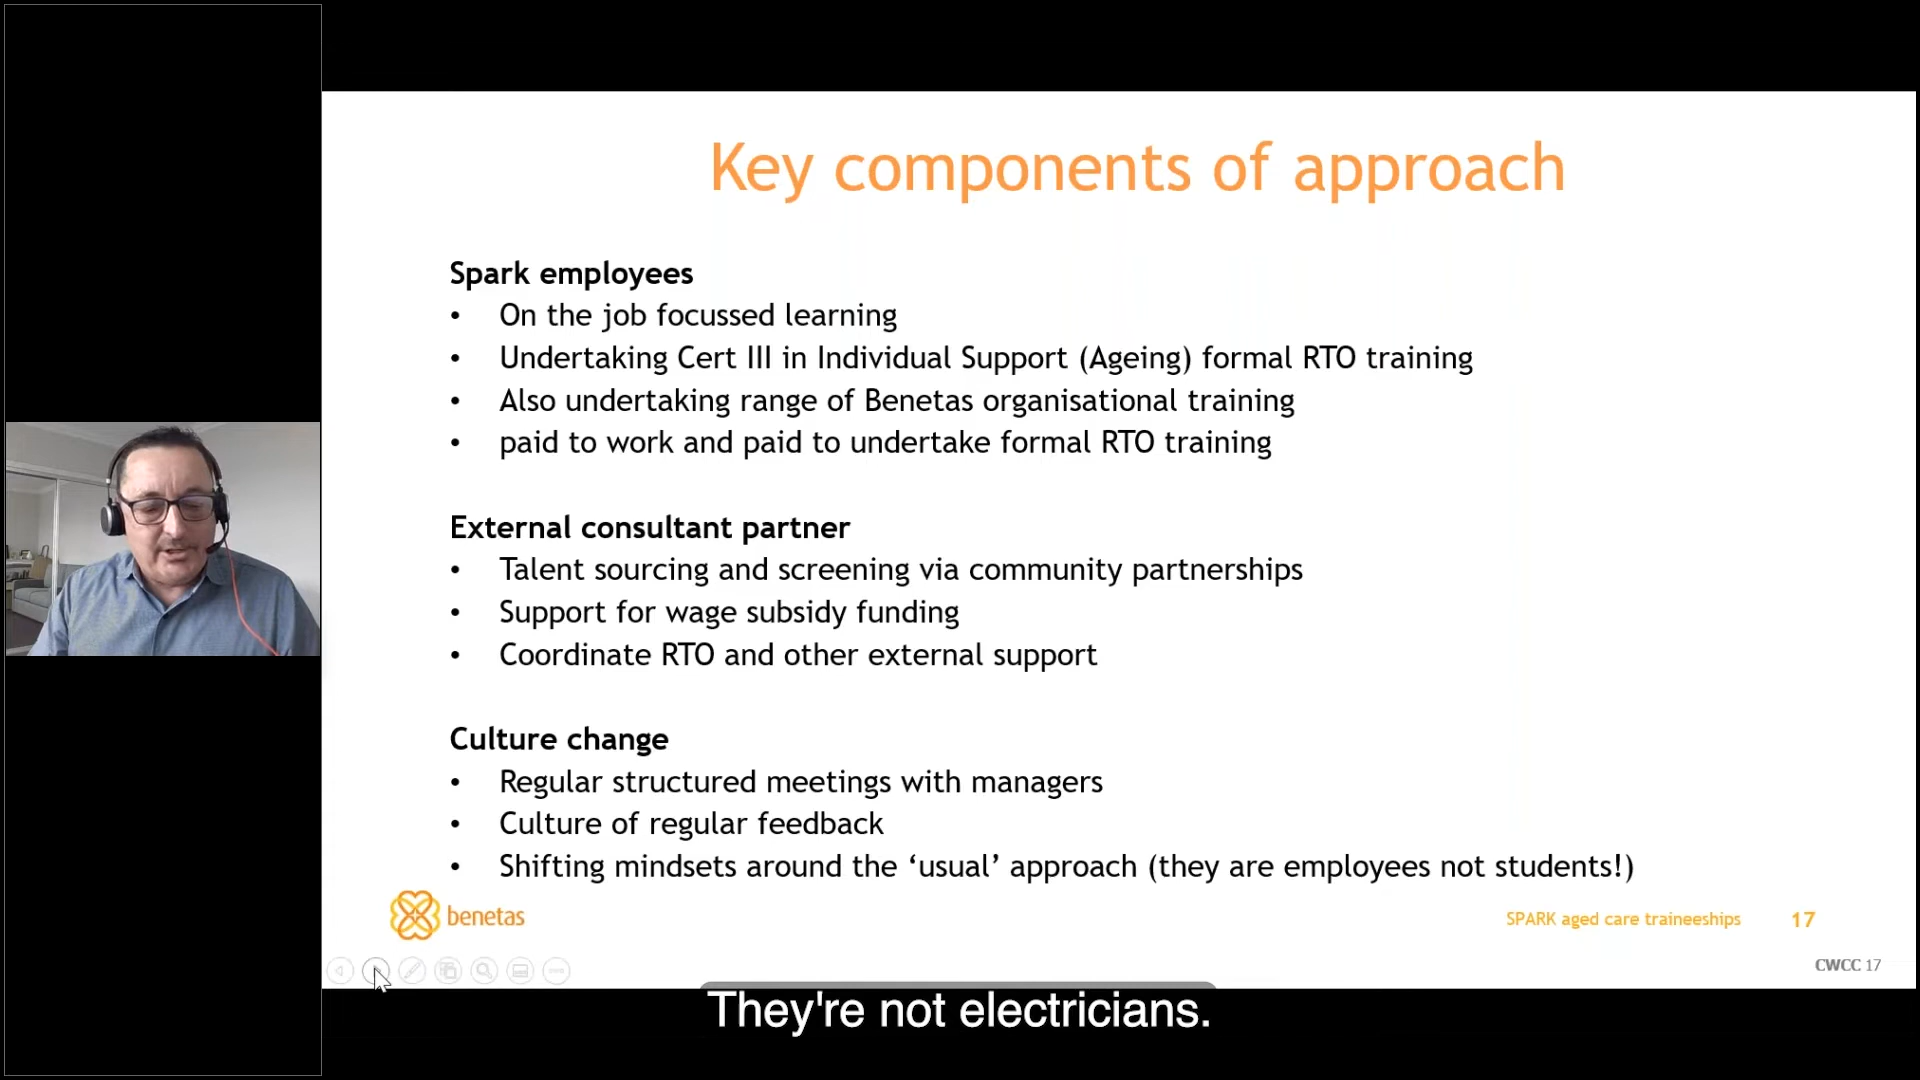 Key components of approach
Spark employees
• On the job focussed learning
• Undertaking Cert III in Individual Support (Ageing) formal RTO training
• Also undertaking range of Benetas organisational training
• paid to work and paid to undertake formal RTO training
External consultant partner
• Talent sourcing and screening via community partnerships
• Support for wage subsidy funding
• Coordinate RTO and other external support
Culture change
• Regular structured meetings with managers
• Culture of regular feedback
• Shifting mindsets around the ‘usual’ approach (they are employees not students!)
benetas
SPARK aged care traineeships 17
CWCC 17
They're not electricians.